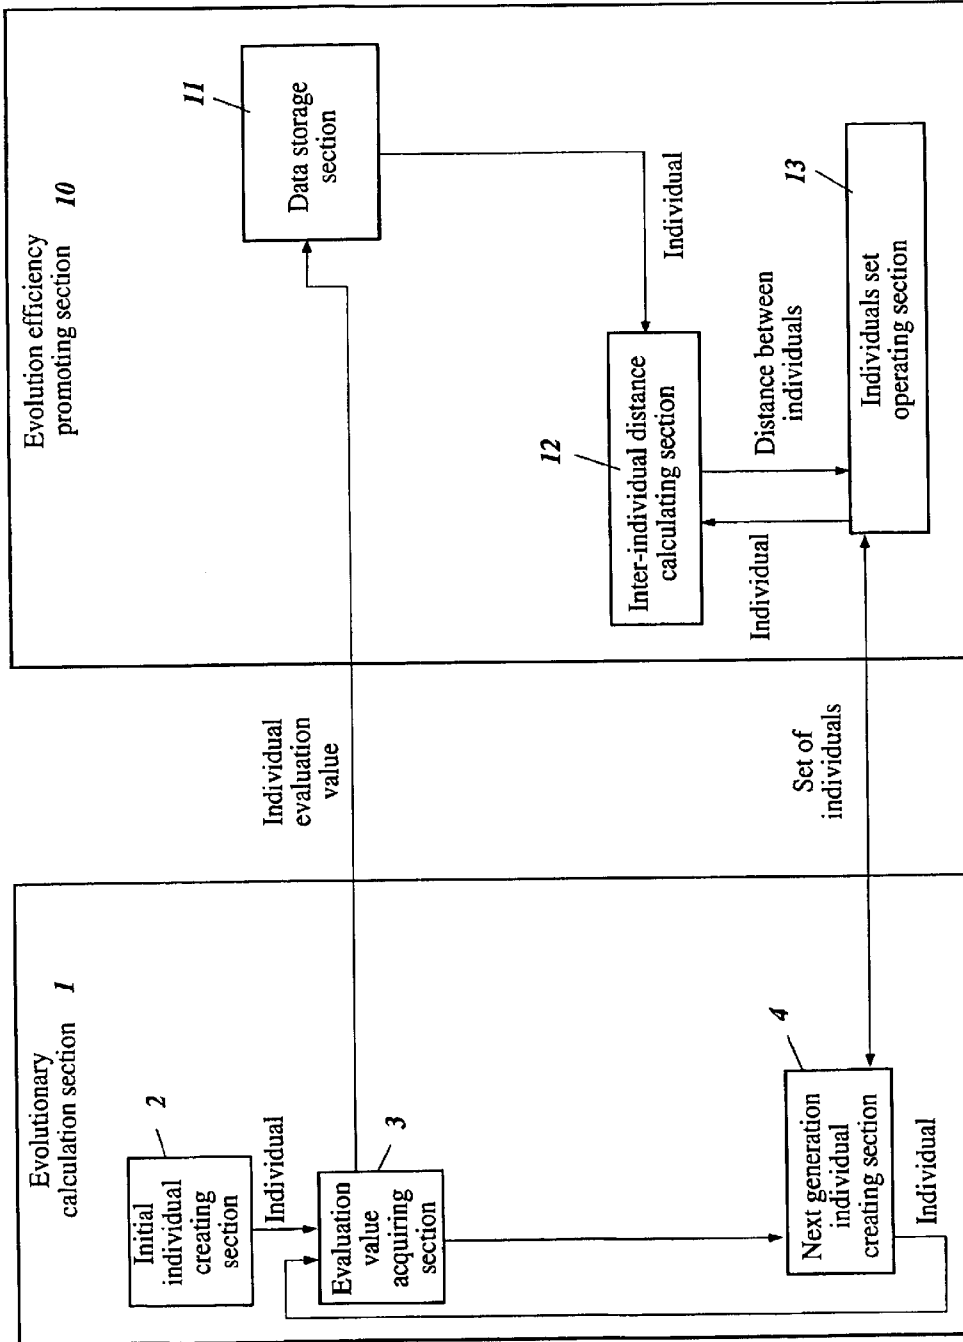 Evolutionary
calculation section
1
Initial
individual
creating
section
2
Individual
Evaluation
value
acquiring
section
3
Next generation
individual
creating section
4
Individual
Individual
evaluation
value
Set of
individuals
Evolution efficiency
promoting section
10
Data storage
section
11
Individual
Inter-individual distance
calculating section
12
Individual
Distance between
individuals
Individuals set
operating section
13